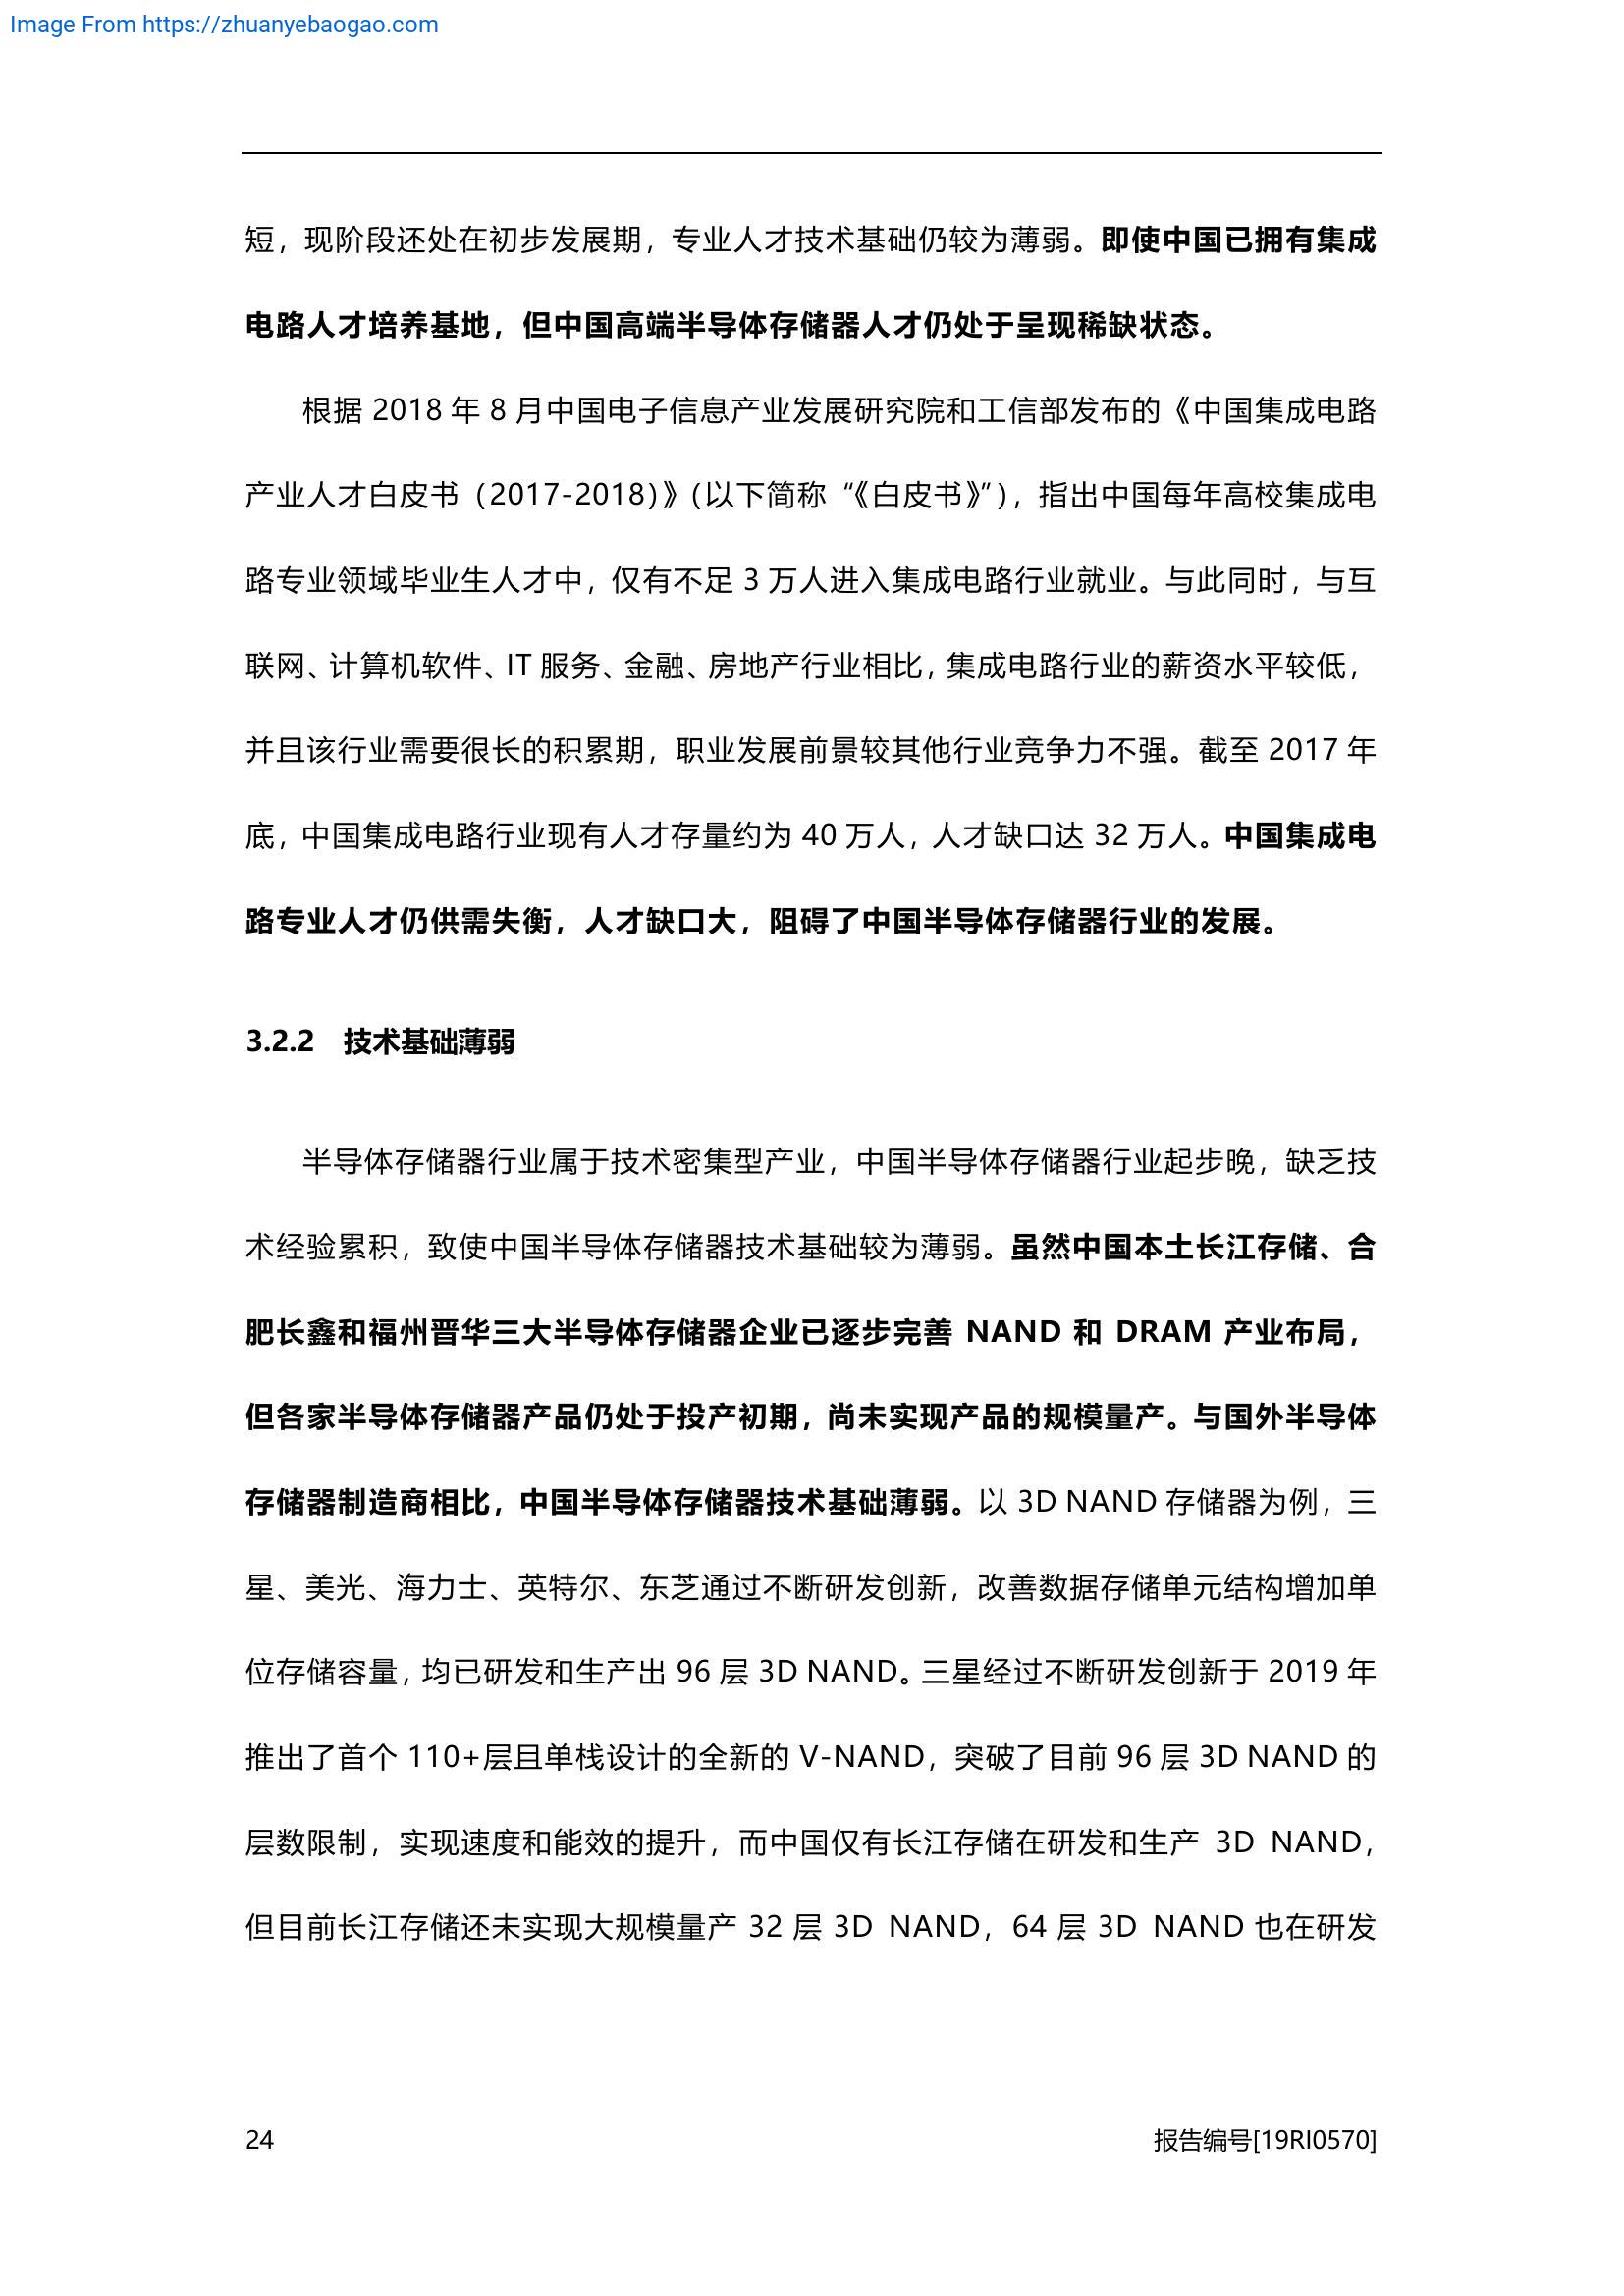 Image From https://zhuanyebaogao.com
短，现阶段还处在初步发展期，专业人才技术基础仍较为薄弱。即使中国已拥有集成
电路人才培养基地，但中国高端半导体存储器人才仍处于呈现稀缺状态。
根据 2018 年 8 月中国电子信息产业发展研究院和工信部发布的《中国集成电路
产业人才白皮书（2017-2018）》（以下简称“《白皮书》”），指出中国每年高校集成电
路专业领域毕业生人才中，仅有不足 3 万人进入集成电路行业就业。与此同时，与互
联网、计算机软件、IT 服务、金融、房地产行业相比，集成电路行业的薪资水平较低，
并且该行业需要很长的积累期，职业发展前景较其他行业竞争力不强。截至 2017 年
底，中国集成电路行业现有人才存量约为 40 万人，人才缺口达 32 万人。中国集成电
路专业人才仍供需失衡，人才缺口大，阻碍了中国半导体存储器行业的发展。
3.2.2 技术基础薄弱
半导体存储器行业属于技术密集型产业，中国半导体存储器行业起步晚，缺乏技
术经验累积，致使中国半导体存储器技术基础较为薄弱。虽然中国本土长江存储、合
肥长鑫和福州晋华三大半导体存储器企业已逐步完善 NAND 和 DRAM 产业布局，
但各家半导体存储器产品仍处于投产初期，尚未实现产品的规模量产。与国外半导体
存储器制造商相比，中国半导体存储器技术基础薄弱。以 3D NAND 存储器为例，三
星、美光、海力士、英特尔、东芝通过不断研发创新，改善数据存储单元结构增加单
位存储容量，均已研发和生产出 96 层 3D NAND。三星经过不断研发创新于 2019 年
推出了首个 110+层且单栈设计的全新的 V-NAND，突破了目前 96 层 3D NAND 的
层数限制，实现速度和能效的提升，而中国仅有长江存储在研发和生产 3D NAND，
但目前长江存储还未实现大规模量产 32 层 3D NAND，64 层 3D NAND 也在研发
24 报告编号[19RI0570]